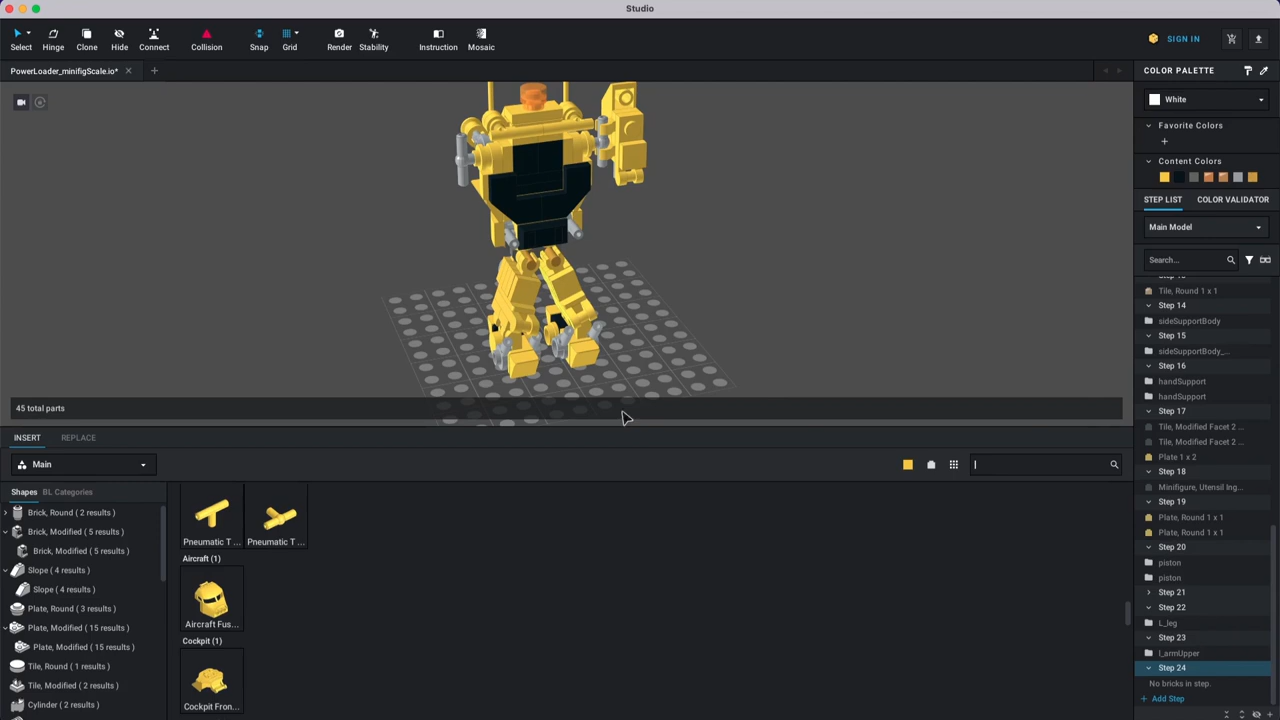 Studio
Select
Hinge
Clone
Hide
Connect
Collision
Snap
Grid
Render
Stability
Instruction
Mosaic
SIGN IN
PowerLoader_minifigScale.io*
45 total parts
INSERT
REPLACE
Main
Shapes
BL Categories
Brick, Round ( 2 results )
Brick, Modified ( 5 results )
Brick, Modified ( 5 results )
Slope ( 4 results )
Slope ( 4 results )
Plate, Round ( 3 results )
Plate, Modified ( 15 results )
Plate, Modified ( 15 results )
Tile, Round ( 1 results )
Tile, Modified ( 2 results )
Cylinder ( 2 results )
Pneumatic T ...
Pneumatic T ...
Aircraft (1)
Aircraft Fus...
Cockpit (1)
Cockpit Fron...
COLOR PALETTE
White
Favorite Colors
Content Colors
STEP LIST
COLOR VALIDATOR
Main Model
Search...
Tile, Round 1 x 1
Step 14
sideSupportBody
Step 15
sideSupportBody_...
Step 16
handSupport
handSupport
Step 17
Tile, Modified Facet 2 ...
Tile, Modified Facet 2 ...
Plate 1 x 2
Step 18
Minifigure, Utensil Ing...
Step 19
Plate, Round 1 x 1
Plate, Round 1 x 1
Step 20
piston
piston
Step 21
Step 22
L_leg
Step 23
l_armUpper
Step 24
No bricks in step.
+ Add Step